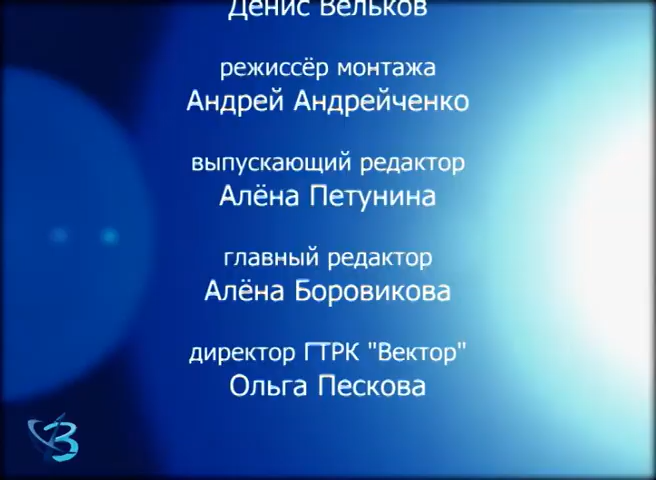 Денис Вельков
режиссёр монтажа
Андрей Андрейченко
выпускающий редактор
Алёна Петунина
главный редактор
Алёна Боровикова
директор ГТРК "Вектор"
Ольга Пескова
В